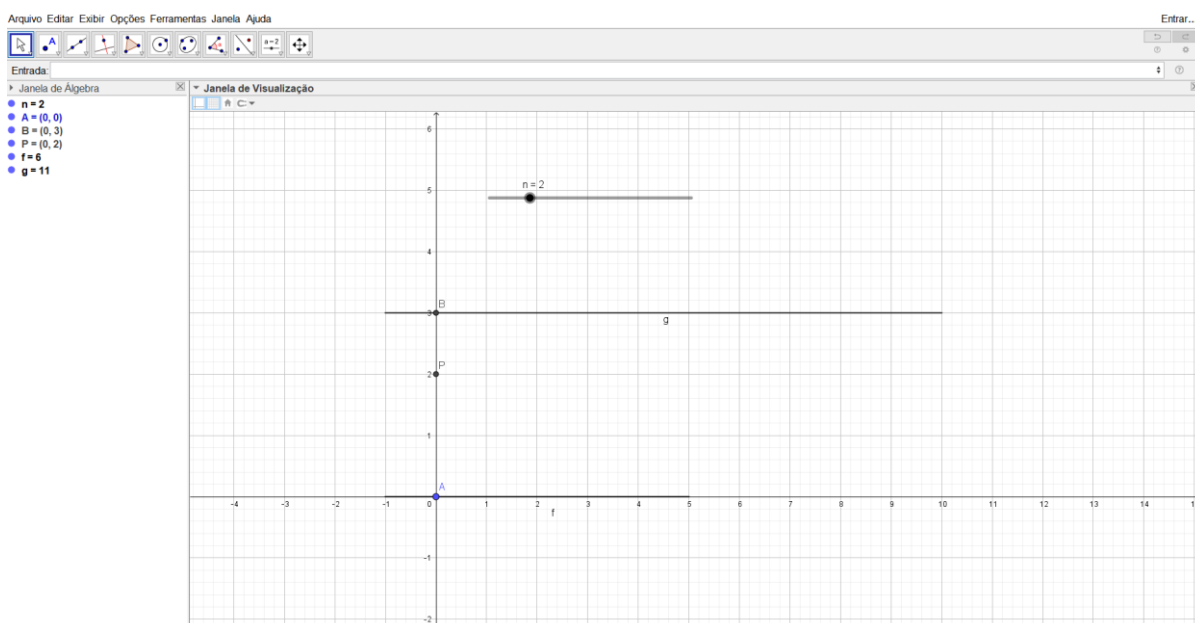 Arquivo Editar Exibir Opções Ferramentas Janela Ajuda Entrar..
A a=2
Entrada:
Janela de Álgebra
Janela de Visualização
n = 2
A = (0, 0)
B = (0, 3)
P = (0, 2)
f = 6
g = 11
6
n = 2
5
4
B
3
g
P
2
1
A
-4 -3 -2 -1 0 1 2 3 4 5 6 7 8 9 10 11 12 13 14 1
f
-1
-2